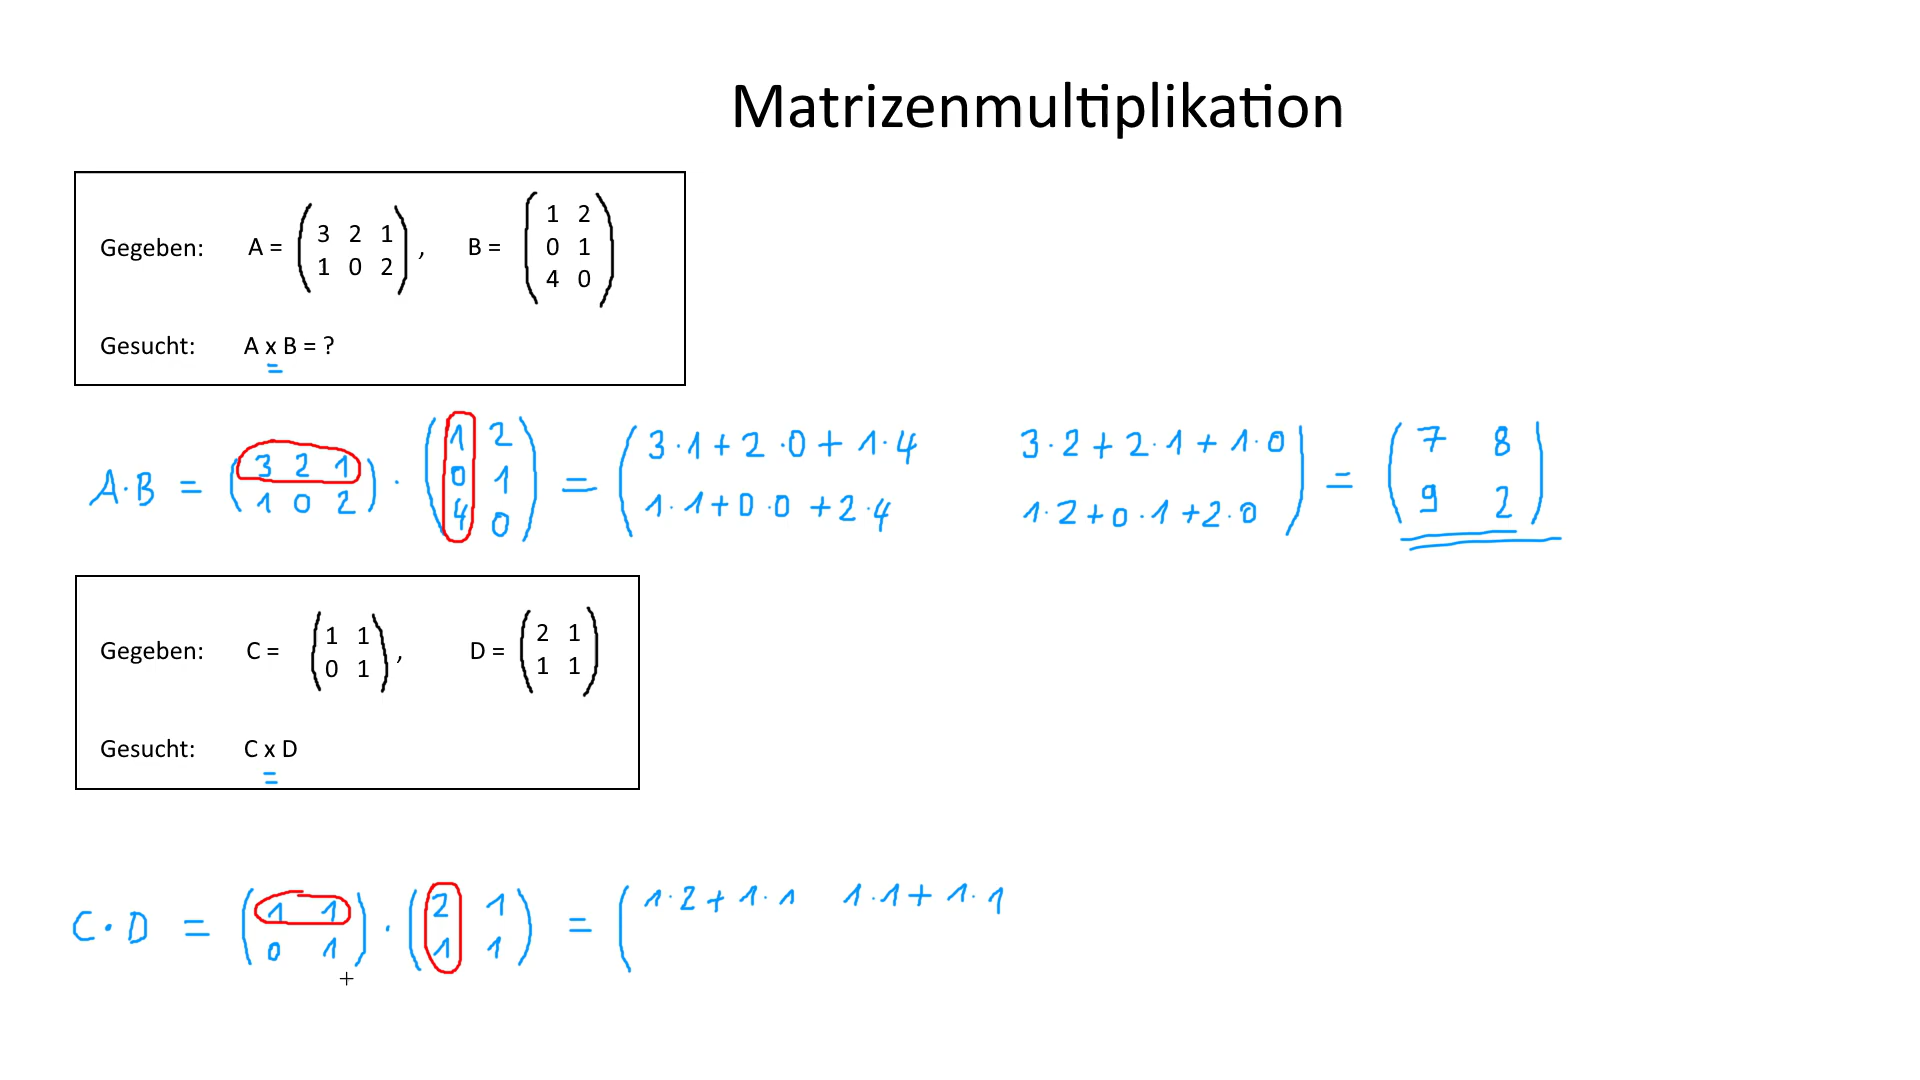 Matrizenmultiplikation
Gegeben: A = ( 3 2 1 ) , B = ( 1 2 )
( 1 0 2 ) ( 0 1 )
( 4 0 )
Gesucht: A x B = ?
A·B = ( 3 2 1 ) · ( 1 2 ) = ( 3·1+2·0+1·4 3·2+2·1+1·0 ) = ( 7 8 )
( 1 0 2 ) ( 0 1 ) ( 1·1+0·0+2·4 1·2+0·1+2·0 ) ( 9 2 )
( 4 0 )
Gegeben: C = ( 1 1 ) , D = ( 2 1 )
( 0 1 ) ( 1 1 )
Gesucht: C x D
C·D = ( 1 1 ) · ( 2 1 ) = ( 1·2+1·1 1·1+1·1
( 0 1 ) ( 1 1 )